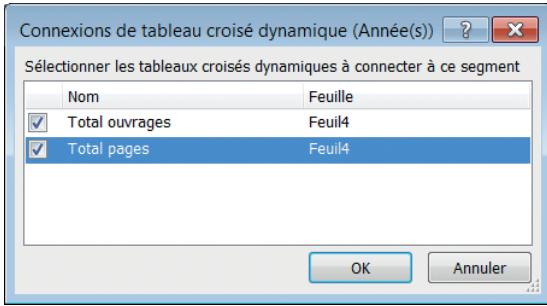 Connexions de tableau croisé dynamique (Année(s))
Sélectionner les tableaux croisés dynamiques à connecter à ce segment
Nom Feuille
Total ouvrages Feuil4
Total pages Feuil4
OK Annuler